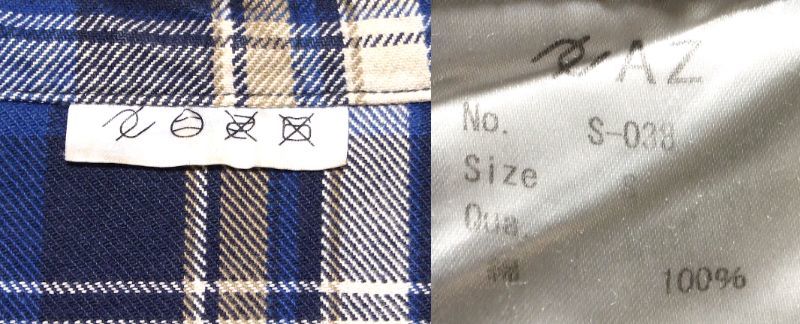 AZ
No. S-038
Size S
Qua.
綿 100%